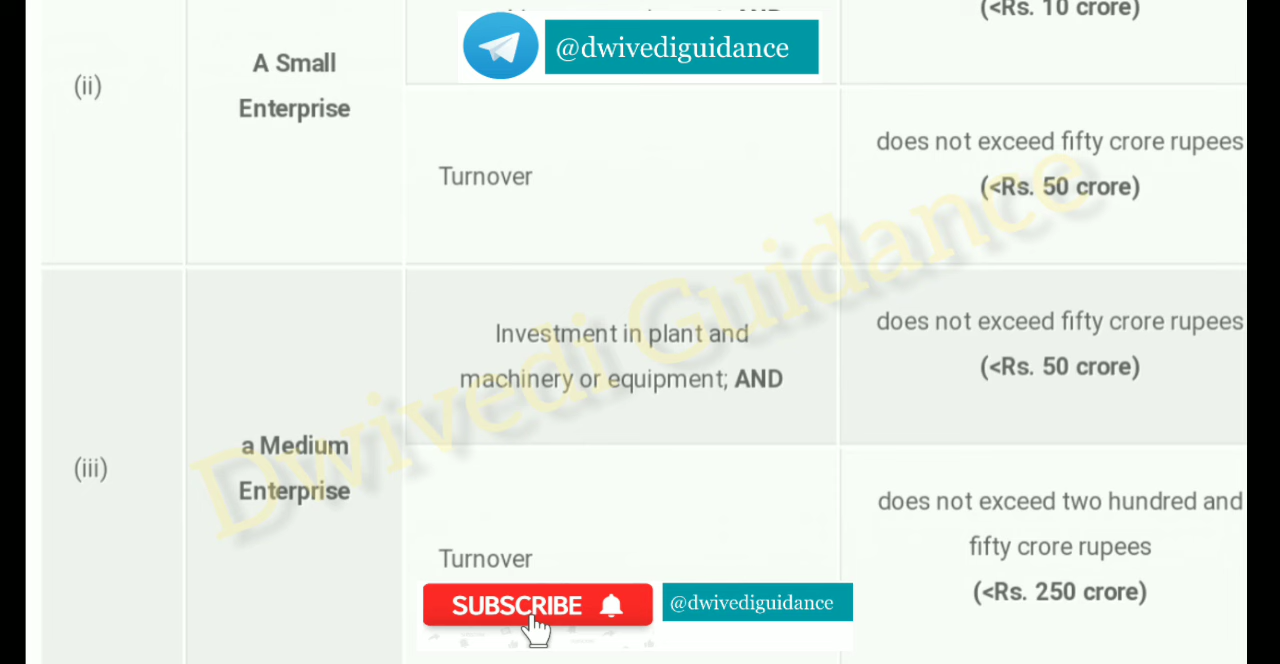 (<Rs. 10 crore)
AND
@dwivediguidance
(ii)
A Small
Enterprise
Turnover
does not exceed fifty crore rupees
(<Rs. 50 crore)
(iii)
a Medium
Enterprise
Investment in plant and
machinery or equipment; AND
does not exceed fifty crore rupees
(<Rs. 50 crore)
Turnover
does not exceed two hundred and
fifty crore rupees
(<Rs. 250 crore)
Dwivedi Guidance
SUBSCRIBE
@dwivediguidance